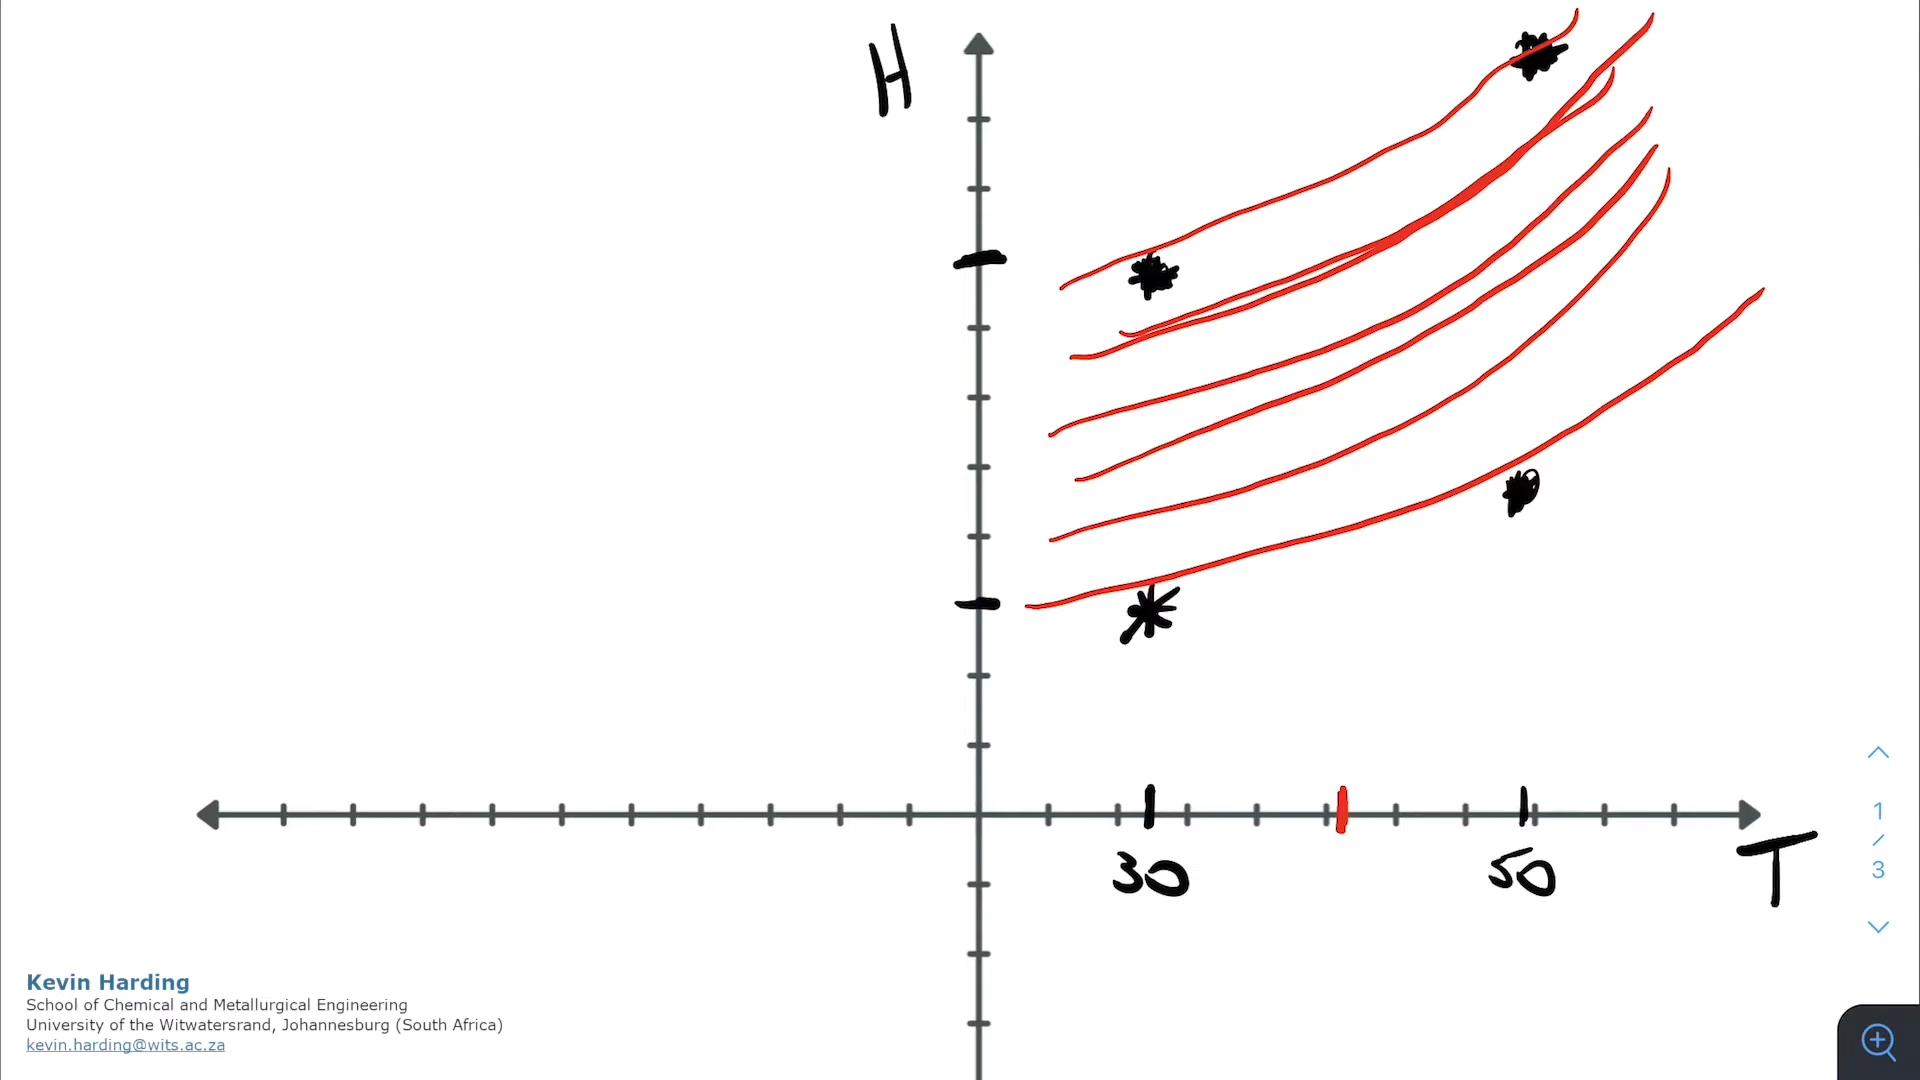 H
30
50
T
1
/
3
Kevin Harding
School of Chemical and Metallurgical Engineering
University of the Witwatersrand, Johannesburg (South Africa)
kevin.harding@wits.ac.za